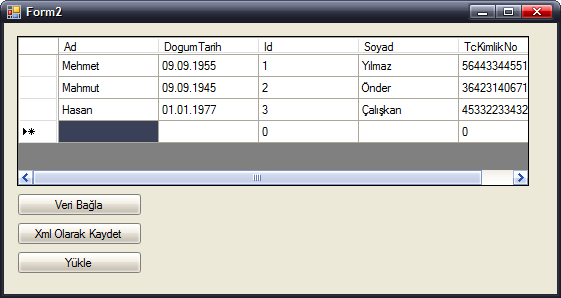 Form2
Ad DogumTarih Id Soyad TcKimlikNo
Mehmet 09.09.1955 1 Yılmaz 56443344551
Mahmut 09.09.1945 2 Önder 36423140671
Hasan 01.01.1977 3 Çalışkan 45332233432
0 0
Veri Bağla
Xml Olarak Kaydet
Yükle